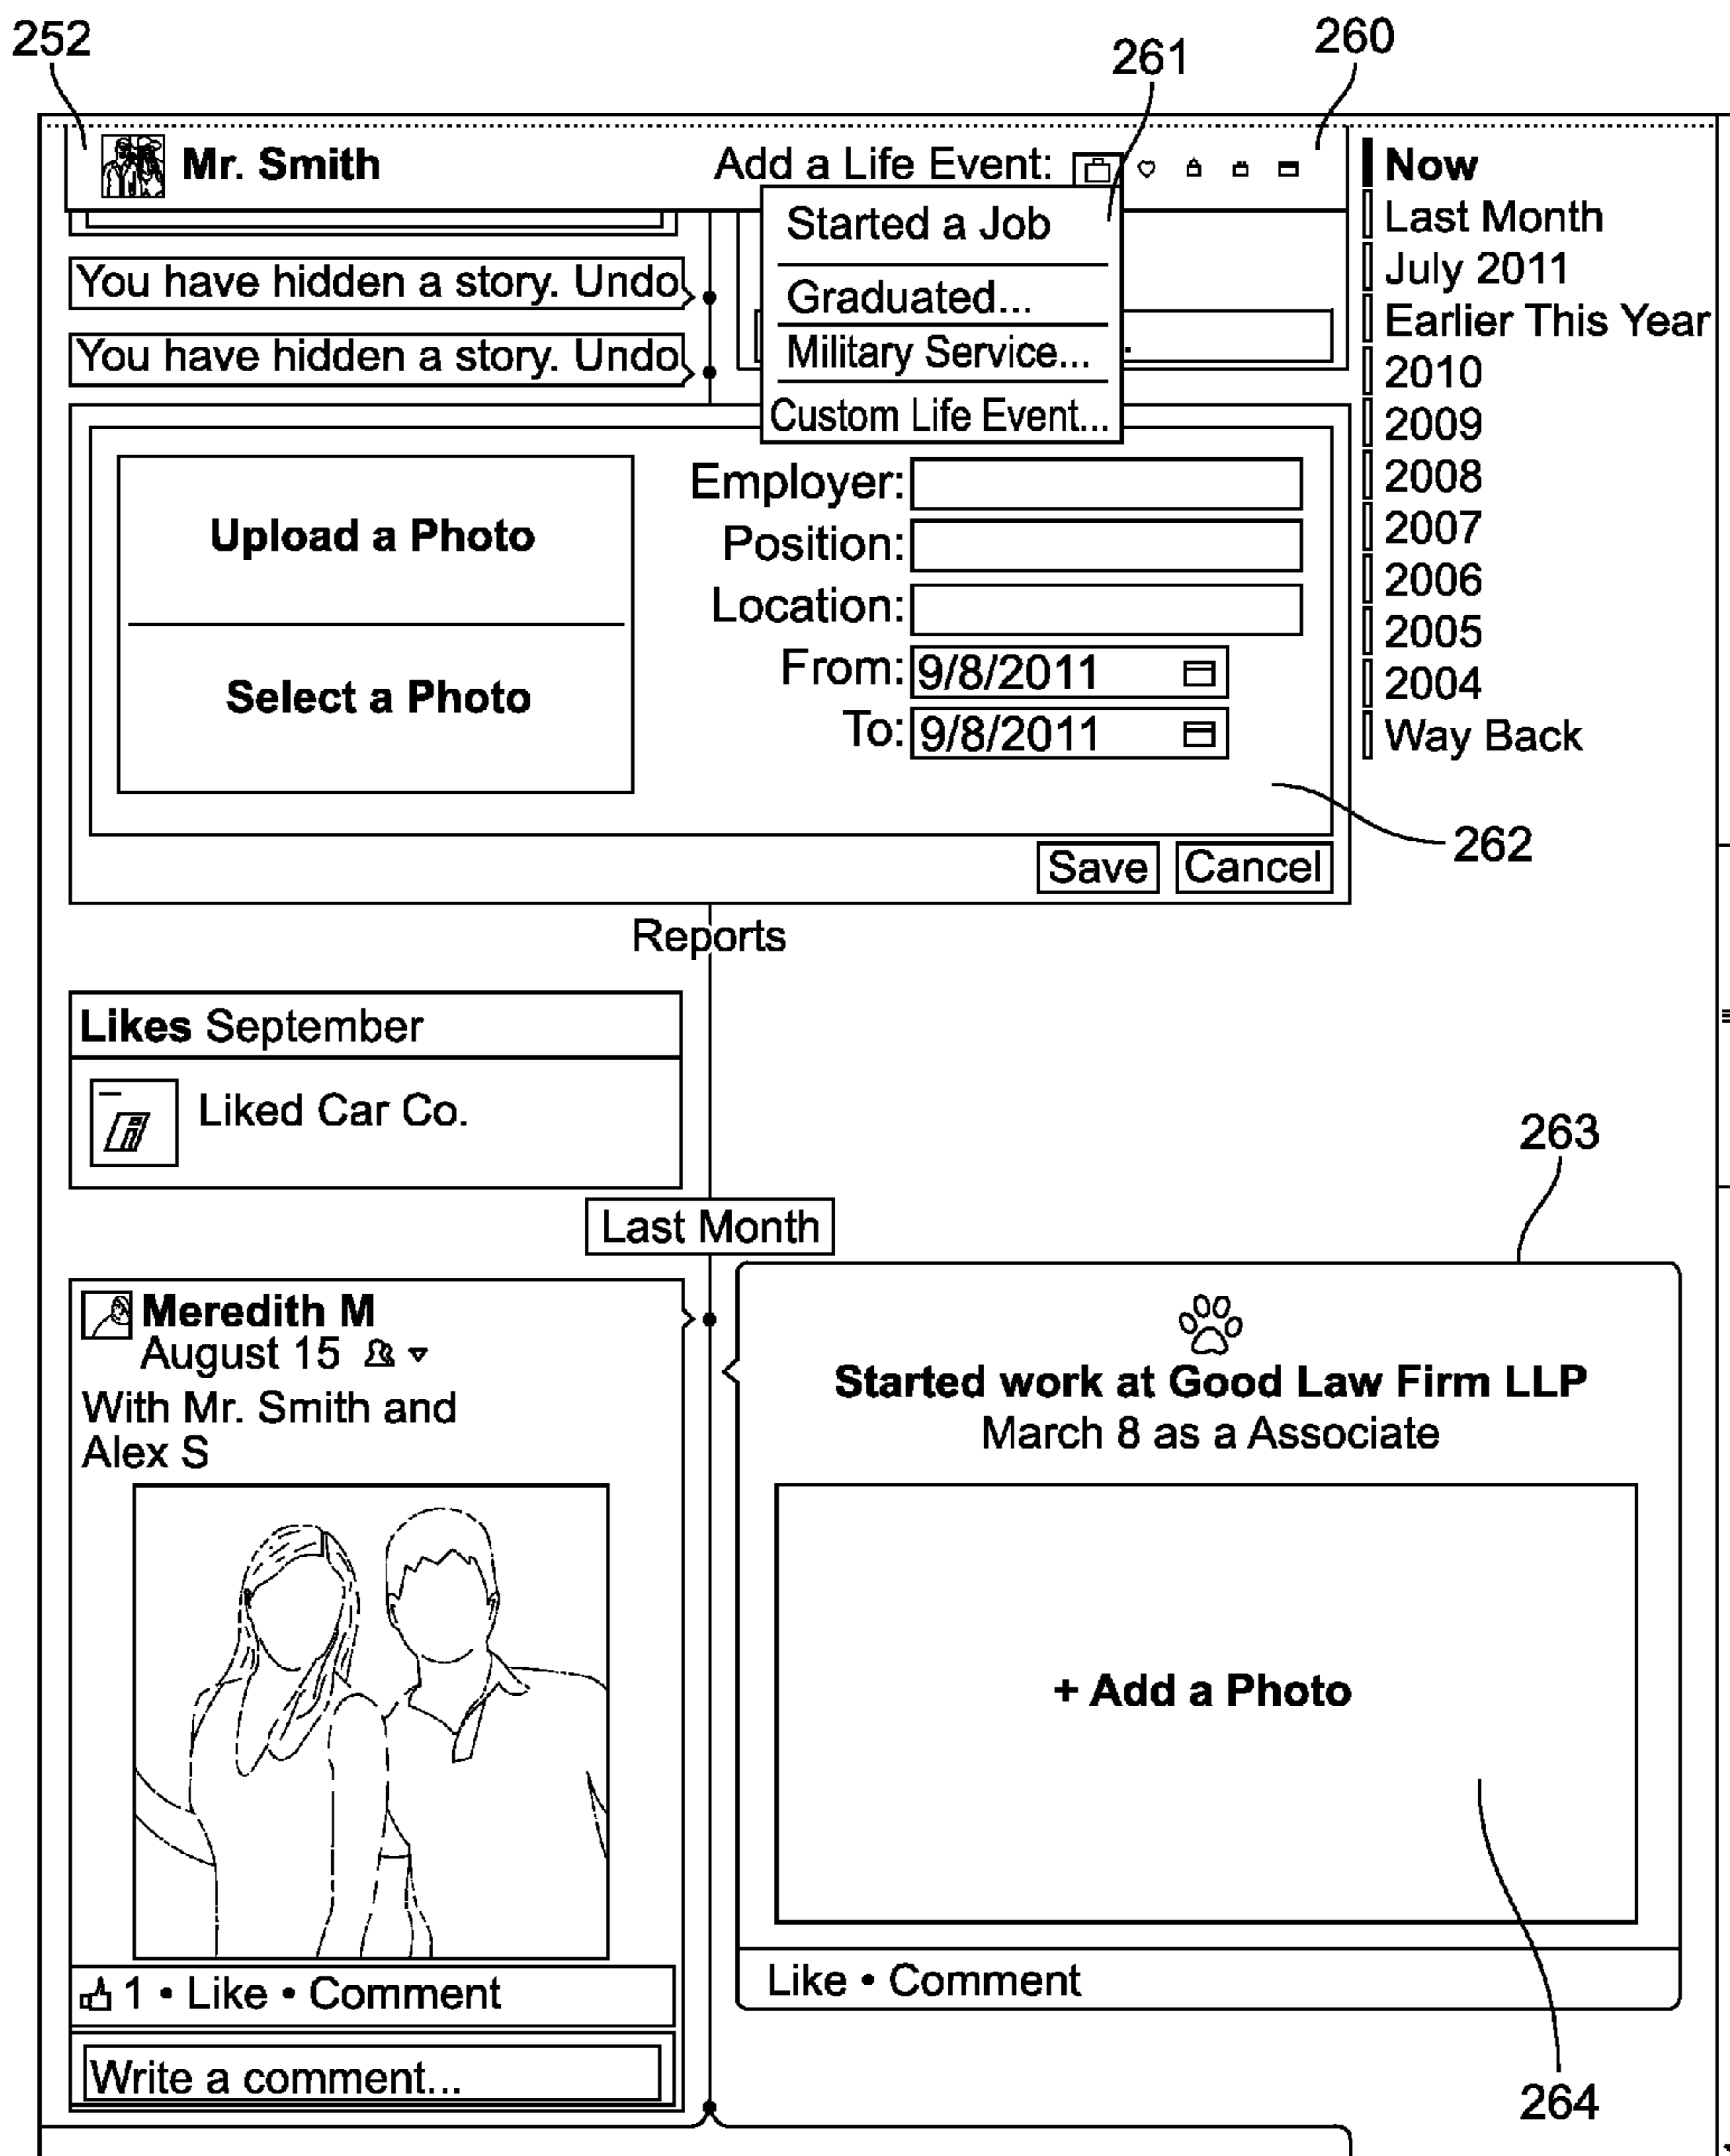 252
261
260
Mr. Smith
Add a Life Event:
Started a Job
Graduated...
Military Service...
Custom Life Event...
Now
Last Month
July 2011
Earlier This Year
2010
2009
2008
2007
2006
2005
2004
Way Back
You have hidden a story. Undo
You have hidden a story. Undo
Upload a Photo
Select a Photo
Employer:
Position:
Location:
From: 9/8/2011
To: 9/8/2011
262
Save
Cancel
Reports
Likes September
Liked Car Co.
Last Month
263
Meredith M
August 15
With Mr. Smith and
Alex S
1 • Like • Comment
Write a comment...
Started work at Good Law Firm LLP
March 8 as a Associate
+ Add a Photo
Like • Comment
264